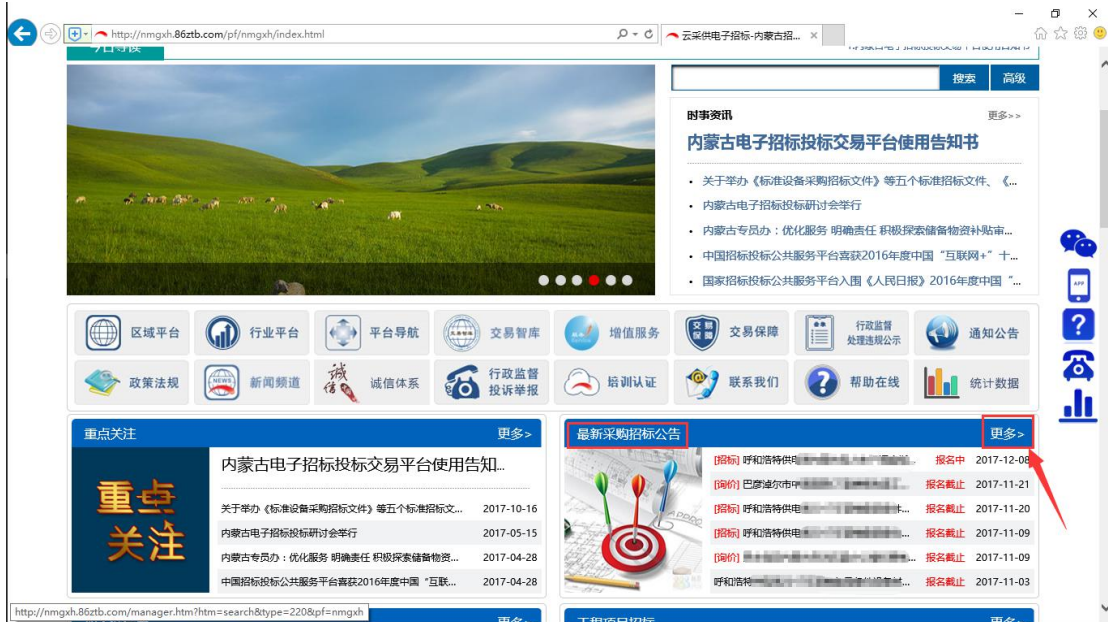 http://nmgxh.86ztb.com/pf/nmgxh/index.html
云采供电子招标-内蒙古招...
今日导读
搜索 高级
时事资讯 更多>>
内蒙古电子招标投标交易平台使用告知书
• 关于举办《标准设备采购招标文件》等五个标准招标文件、《...
• 内蒙古电子招标投标研讨会举行
• 内蒙古专员办：优化服务 明确责任 积极探索储备物资补贴审...
• 中国招标投标公共服务平台喜获2016年度中国“互联网+”十...
• 国家招标投标公共服务平台入围《人民日报》2016年度中国“...
区域平台 行业平台 平台导航 交易智库 增值服务 交易保障 行政监督 处理违规公示 通知公告
政策法规 新闻频道 诚信 诚信体系 行政监督 投诉举报 培训认证 联系我们 帮助在线 统计数据
APP
重点关注 更多>
内蒙古电子招标投标交易平台使用告知...
重点
关注
关于举办《标准设备采购招标文件》等五个标准招标文... 2017-10-16
内蒙古电子招标投标研讨会举行 2017-05-15
内蒙古专员办：优化服务 明确责任 积极探索储备物资... 2017-04-28
中国招标投标公共服务平台喜获2016年度中国“互联... 2017-04-28
最新采购招标公告 更多>
[招标] 呼和浩特供电 报名中 2017-12-08
[询价] 巴彦淖尔市 报名截止 2017-11-21
[招标] 呼和浩特供电 报名截止 2017-11-20
[招标] 呼和浩特供电 报名截止 2017-11-09
[询价] 报名截止 2017-11-09
呼和浩特 报名截止 2017-11-03
http://nmgxh.86ztb.com/manager.htm?htm=search&type=220&pf=nmgxh
更多>
工程项目招标 更多>